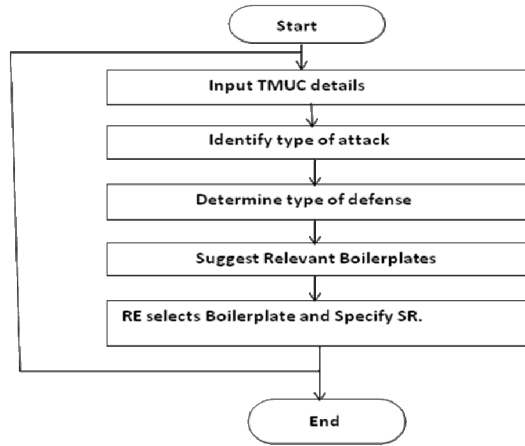 Start
Input TMUC details
Identify type of attack
Determine type of defense
Suggest Relevant Boilerplates
RE selects Boilerplate and Specify SR.
End